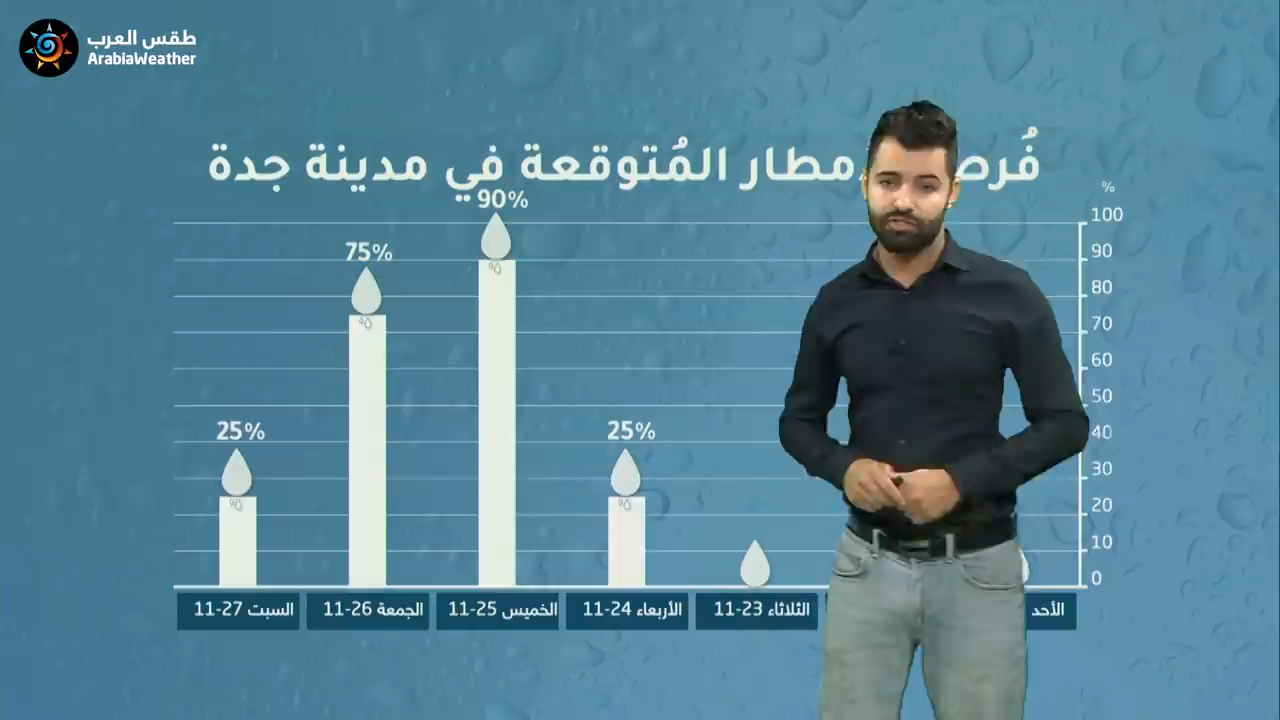 طقس العرب
ArabiaWeather
المُتوقعة في مدينة جدة
%
100
90
80
70
60
50
40
30
20
10
0
90%
75%
25%
25%
الأحد
الثلاثاء 23-11
الأربعاء 24-11
الخميس 25-11
الجمعة 26-11
السبت 27-11